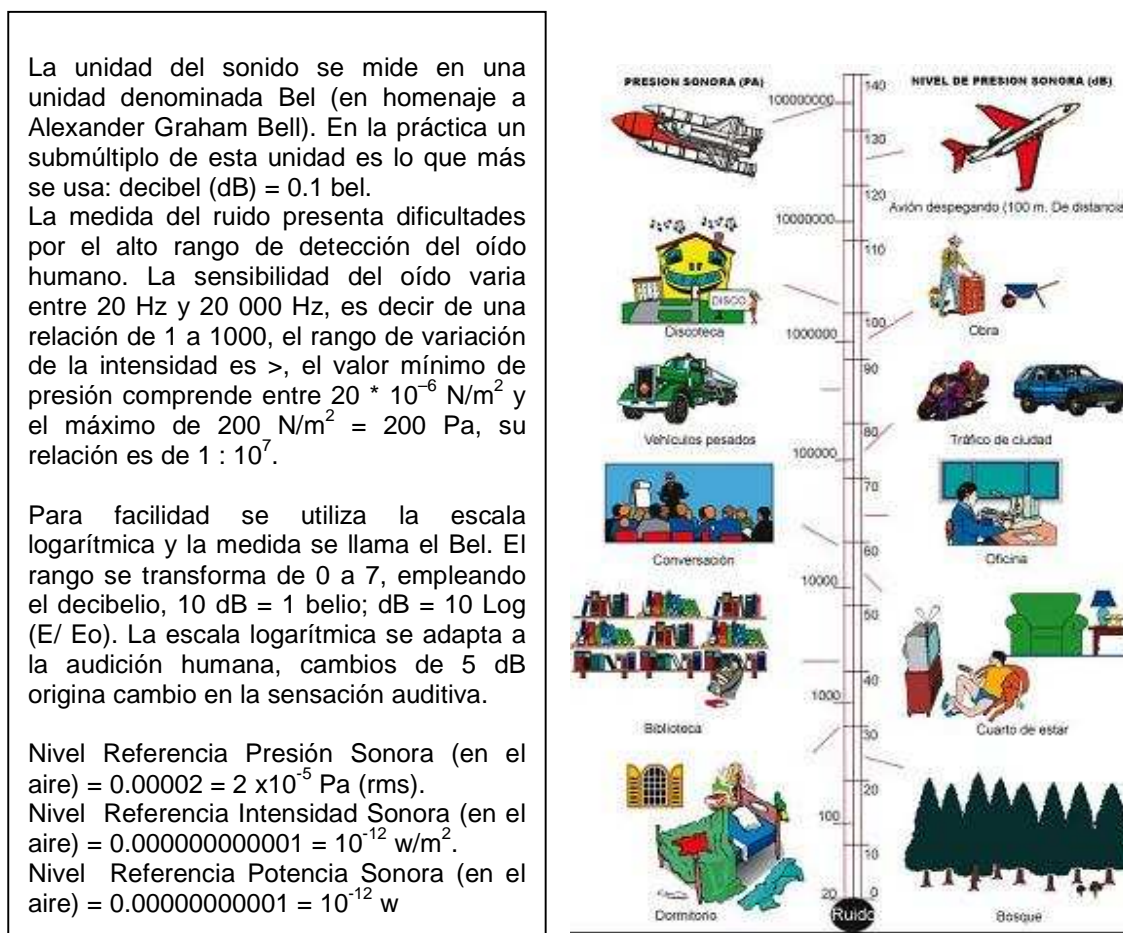 La unidad del sonido se mide en una
unidad denominada Bel (en homenaje a
Alexander Graham Bell). En la práctica un
submúltiplo de esta unidad es lo que más
se usa: decibel (dB) = 0.1 bel.
La medida del ruido presenta dificultades
por el alto rango de detección del oído
humano. La sensibilidad del oído varia
entre 20 Hz y 20 000 Hz, es decir de una
relación de 1 a 1000, el rango de variación
de la intensidad es >, el valor mínimo de
presión comprende entre 20 * 10⁻⁶ N/m² y
el máximo de 200 N/m² = 200 Pa, su
relación es de 1 : 10⁷.
Para facilidad se utiliza la escala
logarítmica y la medida se llama el Bel. El
rango se transforma de 0 a 7, empleando
el decibelio, 10 dB = 1 belio; dB = 10 Log
(E/ Eo). La escala logarítmica se adapta a
la audición humana, cambios de 5 dB
origina cambio en la sensación auditiva.
Nivel Referencia Presión Sonora (en el
aire) = 0.00002 = 2 x10⁻⁵ Pa (rms).
Nivel Referencia Intensidad Sonora (en el
aire) = 0.000000000001 = 10⁻¹² w/m².
Nivel Referencia Potencia Sonora (en el
aire) = 0.00000000001 = 10⁻¹² w
PRESION SONORA (PA)
NIVEL DE PRESION SONORA (dB)
140
100000000
130
120
Avión despegando (100 m. De distancia
10000000
110
DISCO
Discoteca
100
Obra
1000000
90
Vehículos pesados
80
Tráfico de ciudad
100000
70
Conversación
60
Oficina
10000
50
40
1000
Biblioteca
30
Cuarto de estar
20
100
10
20
0
Dormitorio
Ruido
Bosque